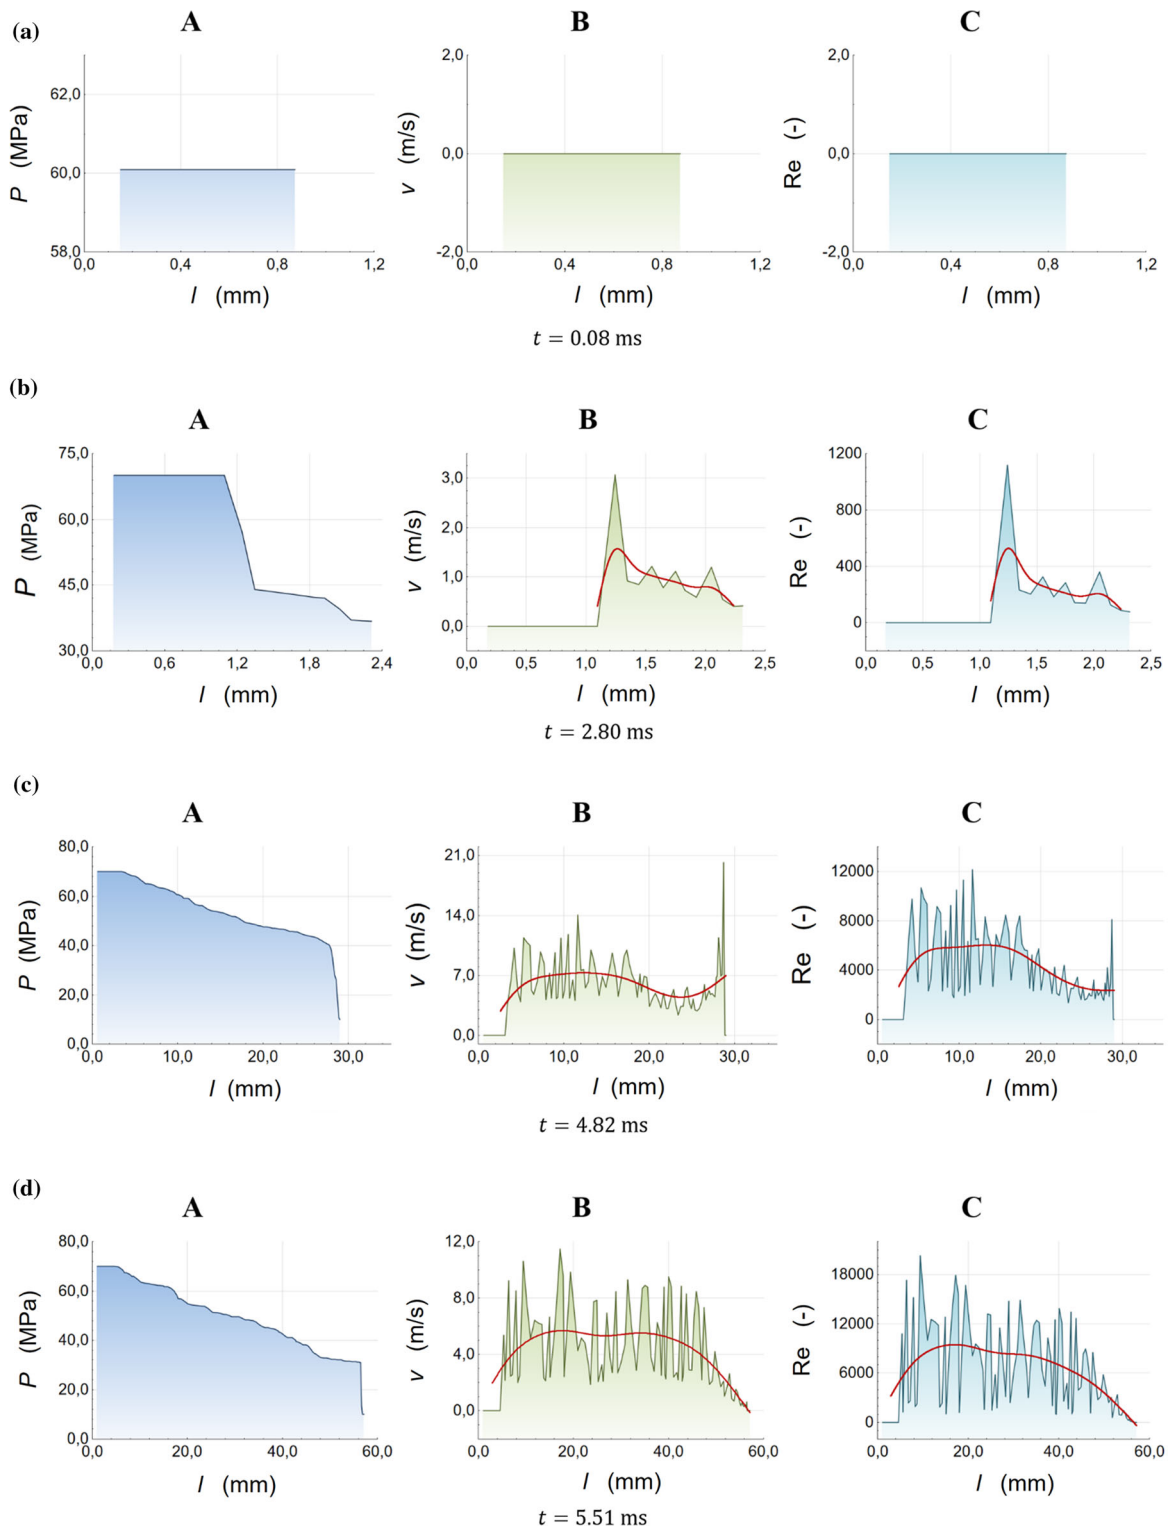 (a)
A B C
P (MPa)
62,0
60,0
58,0
0,0 0,4 0,8 1,2
l (mm)
v (m/s)
2,0
0,0
-2,0
0,0 0,4 0,8 1,2
l (mm)
Re (-)
2,0
0,0
-2,0
0,0 0,4 0,8 1,2
l (mm)
t = 0.08 ms
(b)
A B C
P (MPa)
75,0
60,0
45,0
30,0
0,0 0,6 1,2 1,8 2,4
l (mm)
v (m/s)
3,0
2,0
1,0
0,0
0,0 0,5 1,0 1,5 2,0 2,5
l (mm)
Re (-)
1200
800
400
0
0,0 0,5 1,0 1,5 2,0 2,5
l (mm)
t = 2.80 ms
(c)
A B C
P (MPa)
80,0
60,0
40,0
20,0
0,0
0,0 10,0 20,0 30,0
l (mm)
v (m/s)
21,0
14,0
7,0
0,0
0,0 10,0 20,0 30,0
l (mm)
Re (-)
12000
8000
4000
0
0,0 10,0 20,0 30,0
l (mm)
t = 4.82 ms
(d)
A B C
P (MPa)
80,0
60,0
40,0
20,0
0,0
0,0 20,0 40,0 60,0
l (mm)
v (m/s)
12,0
8,0
4,0
0,0
0,0 20,0 40,0 60,0
l (mm)
Re (-)
18000
12000
6000
0
0,0 20,0 40,0 60,0
l (mm)
t = 5.51 ms